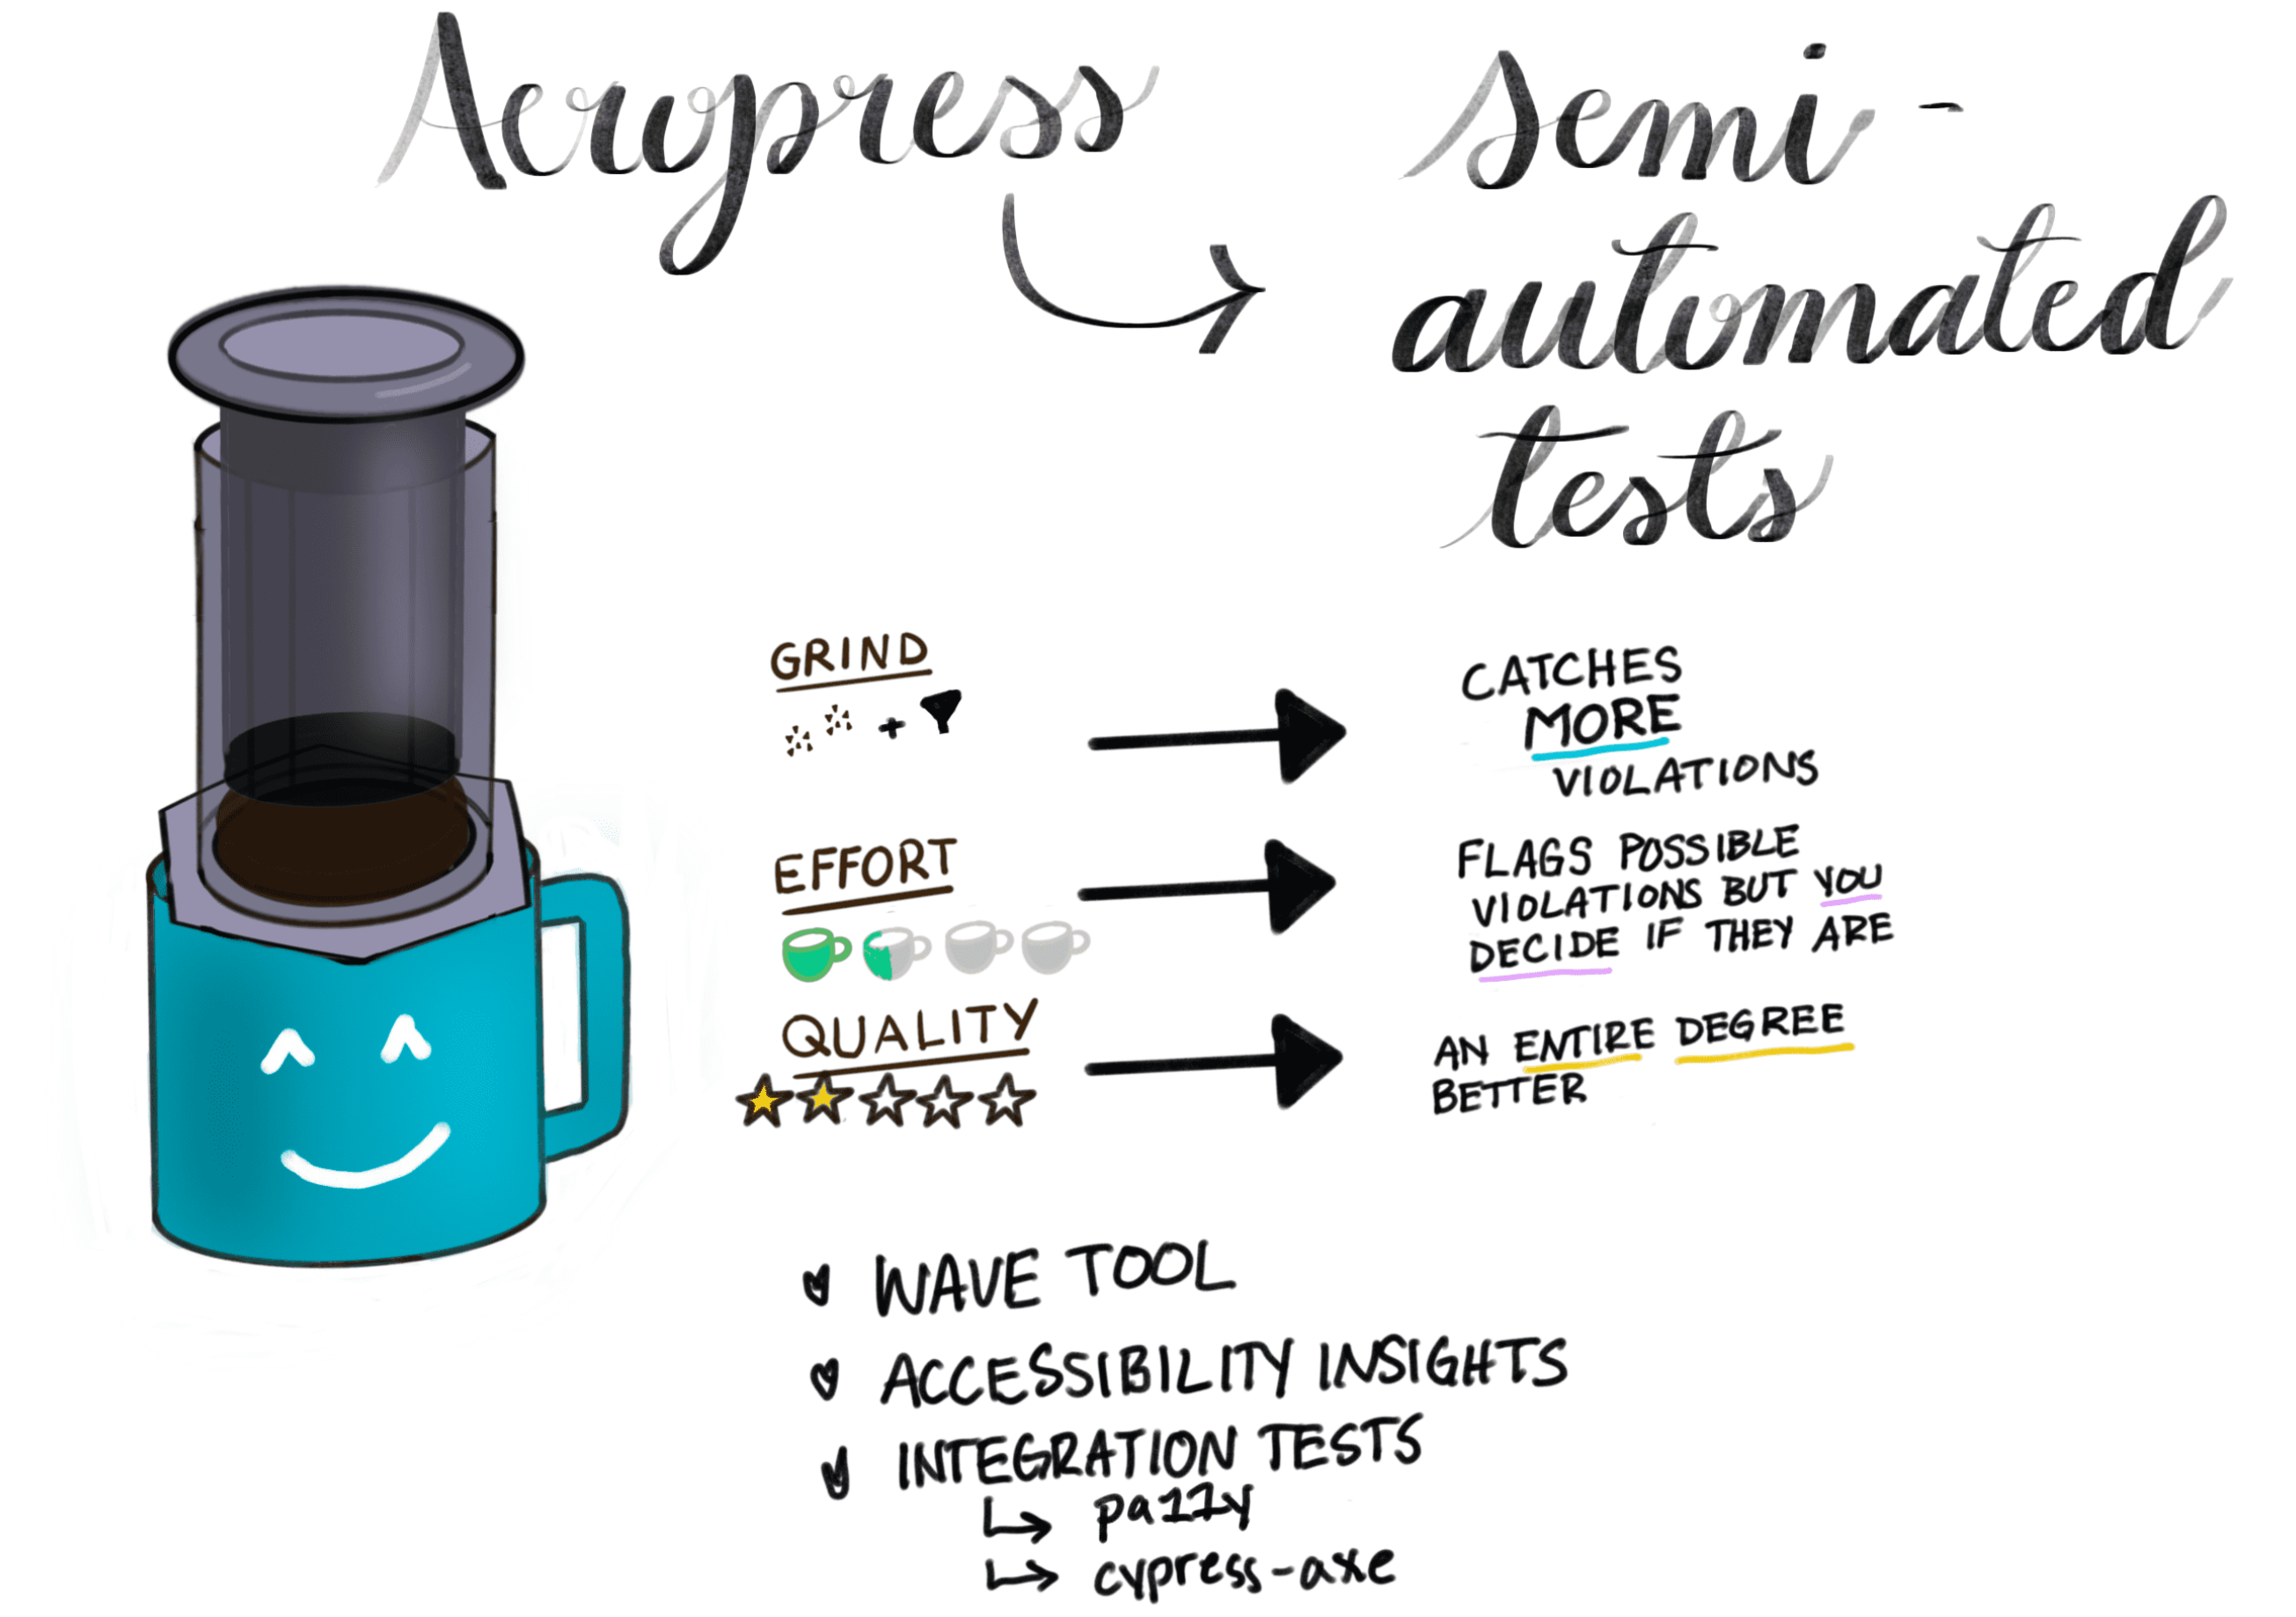 Aeropress
semi-
automated
tests
GRIND
+
CATCHES
MORE
VIOLATIONS
EFFORT
FLAGS POSSIBLE
VIOLATIONS BUT YOU
DECIDE IF THEY ARE
QUALITY
AN ENTIRE DEGREE
BETTER
WAVE TOOL
ACCESSIBILITY INSIGHTS
INTEGRATION TESTS
pa11y
cypress-axe